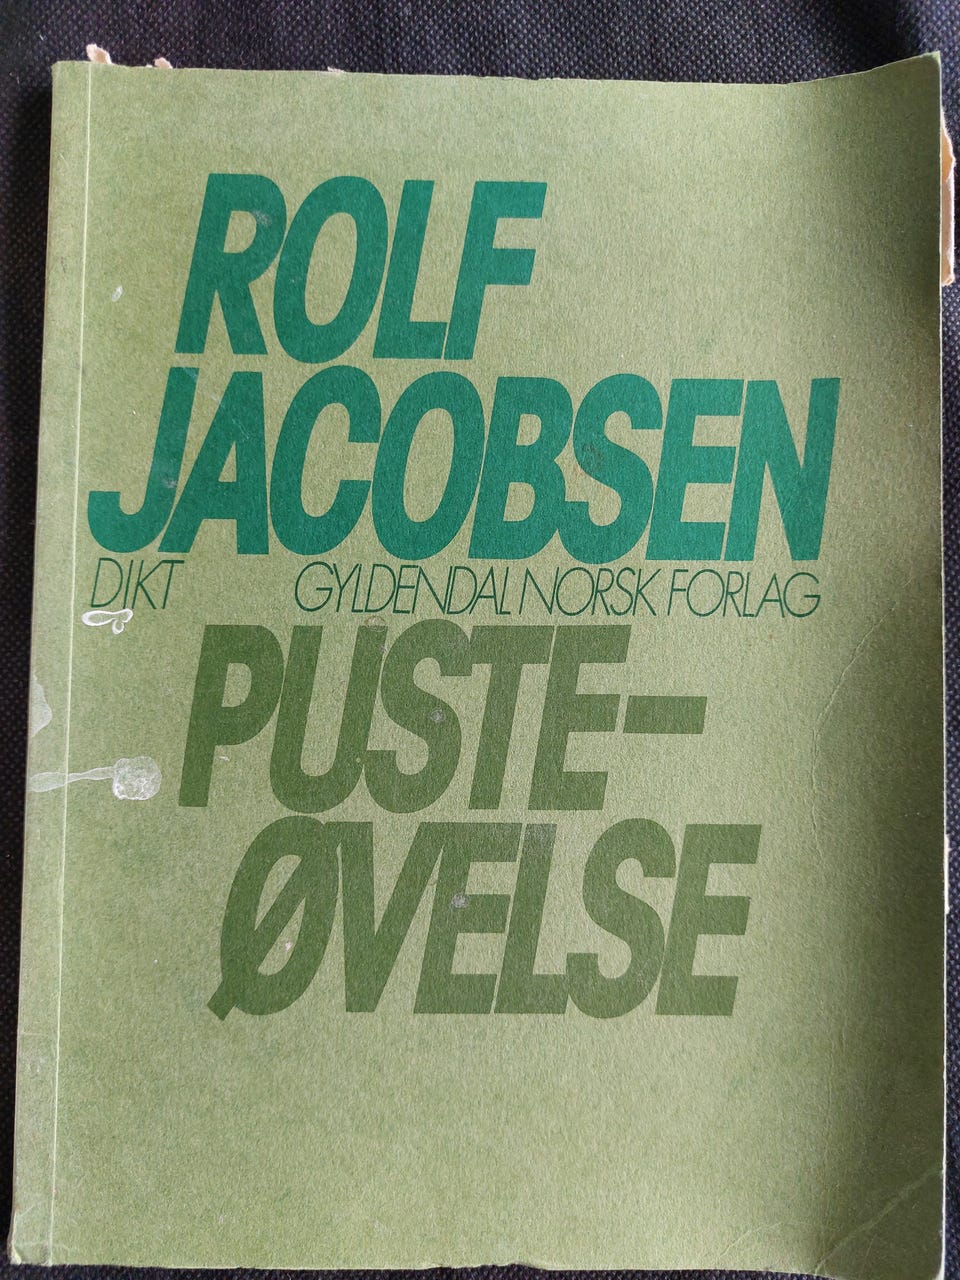 ROLF
JACOBSEN
DIKT GYLDENDAL NORSK FORLAG
PUSTE-
ØVELSE